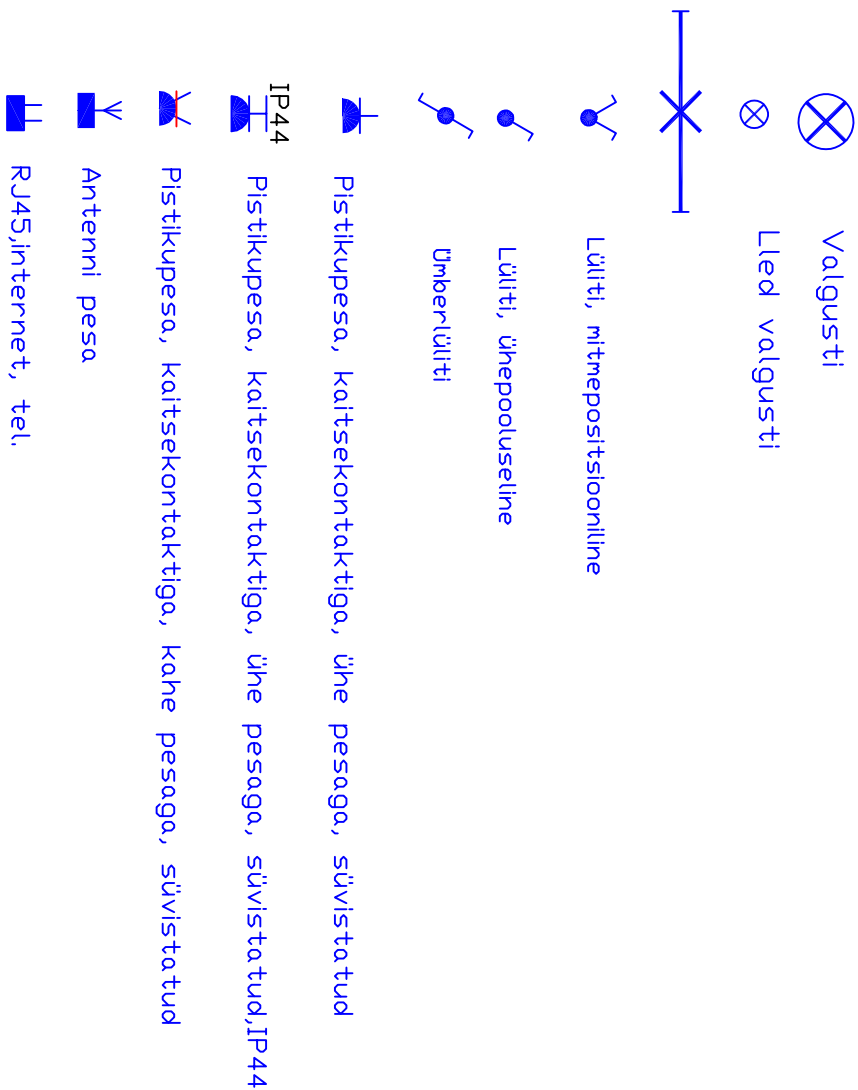 Valgusti
Lled valgusti
Lüliti, mitmepositsiooniline
Lüliti, ühepooluseline
Ümberlüliti
Pistikupesa, kaitsekontaktiga, ühe pesaga, süvistatud
IP44
Pistikupesa, kaitsekontaktiga, ühe pesaga, süvistatud,IP44
Pistikupesa, kaitsekontaktiga, kahe pesaga, süvistatud
Antenni pesa
RJ45,internet, tel.